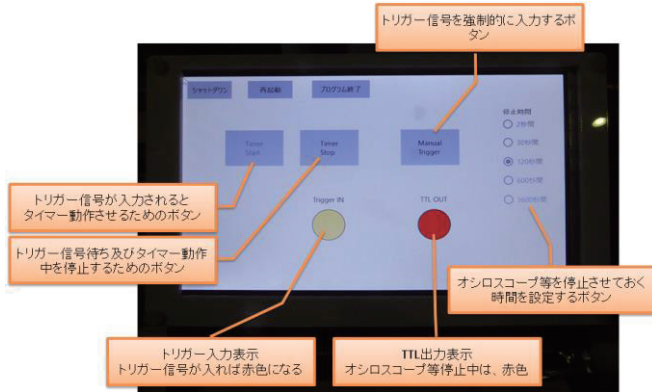 トリガー信号を強制的に入力するボ
タン
シャットダウン
再起動
プログラム終了
停止時間
2秒間
30秒間
120秒間
600秒間
3600秒間
Timer
Start
Timer
Stop
Manual
Trigger
トリガー信号が入力されると
タイマー動作させるためのボタン
Trigger IN
TTL OUT
トリガー信号待ち及びタイマー動作
中を停止するためのボタン
オシロスコープ等を停止させておく
時間を設定するボタン
トリガー入力表示
トリガー信号が入れば赤色になる
TTL出力表示
オシロスコープ等停止中は、赤色